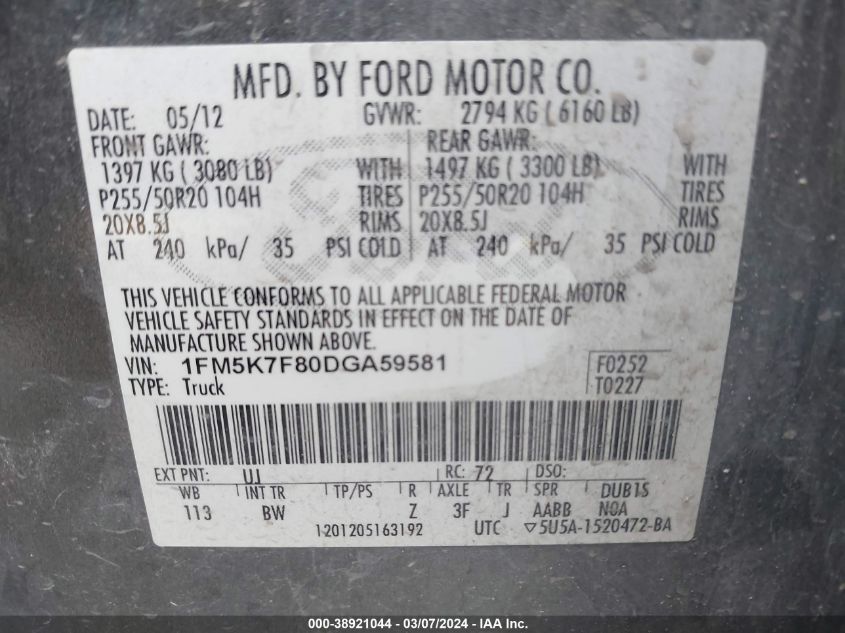 MFD. BY FORD MOTOR CO.
DATE: 05/12 GVWR: 2794 KG ( 6160 LB)
FRONT GAWR: REAR GAWR:
1397 KG ( 3080 LB) WITH 1497 KG ( 3300 LB) WITH
P255/50R20 104H TIRES P255/50R20 104H TIRES
20X8.5J RIMS 20X8.5J RIMS
AT 240 kPa/ 35 PSI COLD AT 240 kPa/ 35 PSI COLD
THIS VEHICLE CONFORMS TO ALL APPLICABLE FEDERAL MOTOR
VEHICLE SAFETY STANDARDS IN EFFECT ON THE DATE OF
MANUFACTURE SHOWN ABOVE.
VIN: 1FM5K7F80DGA59581 F0252
TYPE: Truck T0227
EXT PNT: UJ RC: 72 DSO:
WB INT TR TP/PS R AXLE TR SPR DUB1S
113 BW Z 3F J AABB N0A
1201205163192 UTC ▽5U5A-1520472-BA
000-38921044 - 03/07/2024 - IAA Inc.